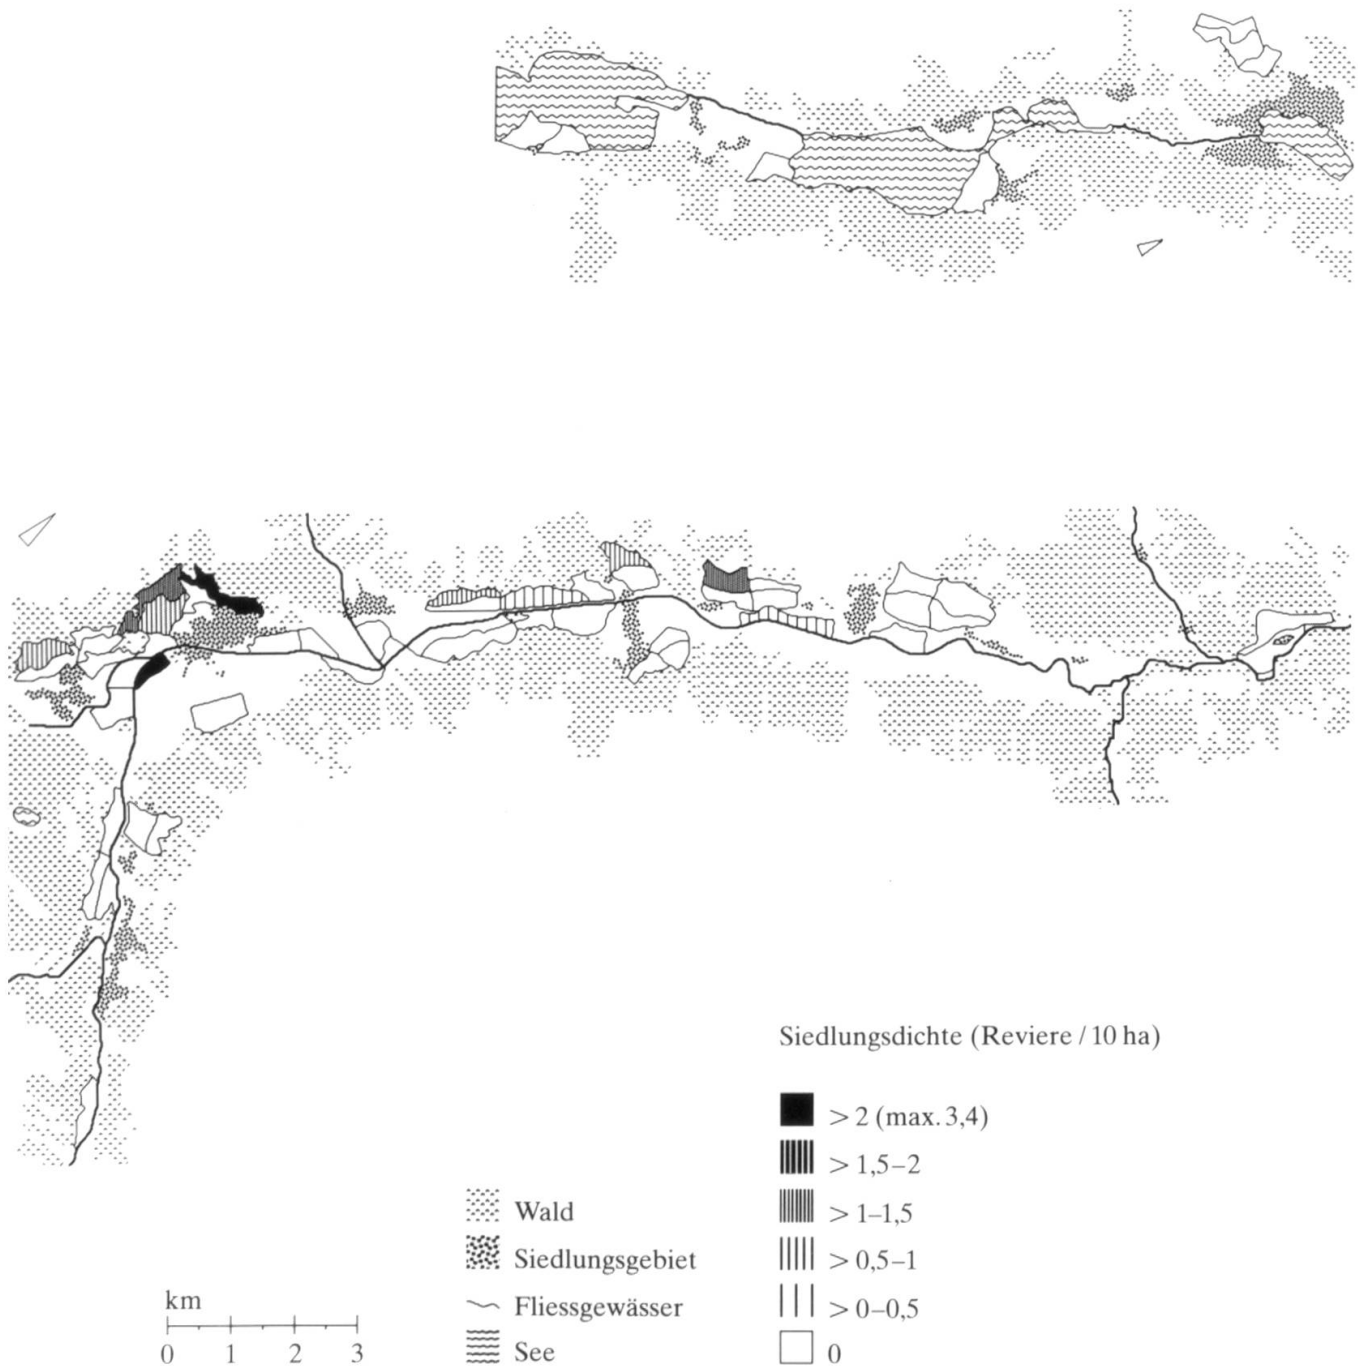 Siedlungsdichte (Reviere / 10 ha)
> 2 (max. 3,4)
> 1,5–2
> 1–1,5
> 0,5–1
> 0–0,5
0
Wald
Siedlungsgebiet
Fliessgewässer
See
km
0 1 2 3